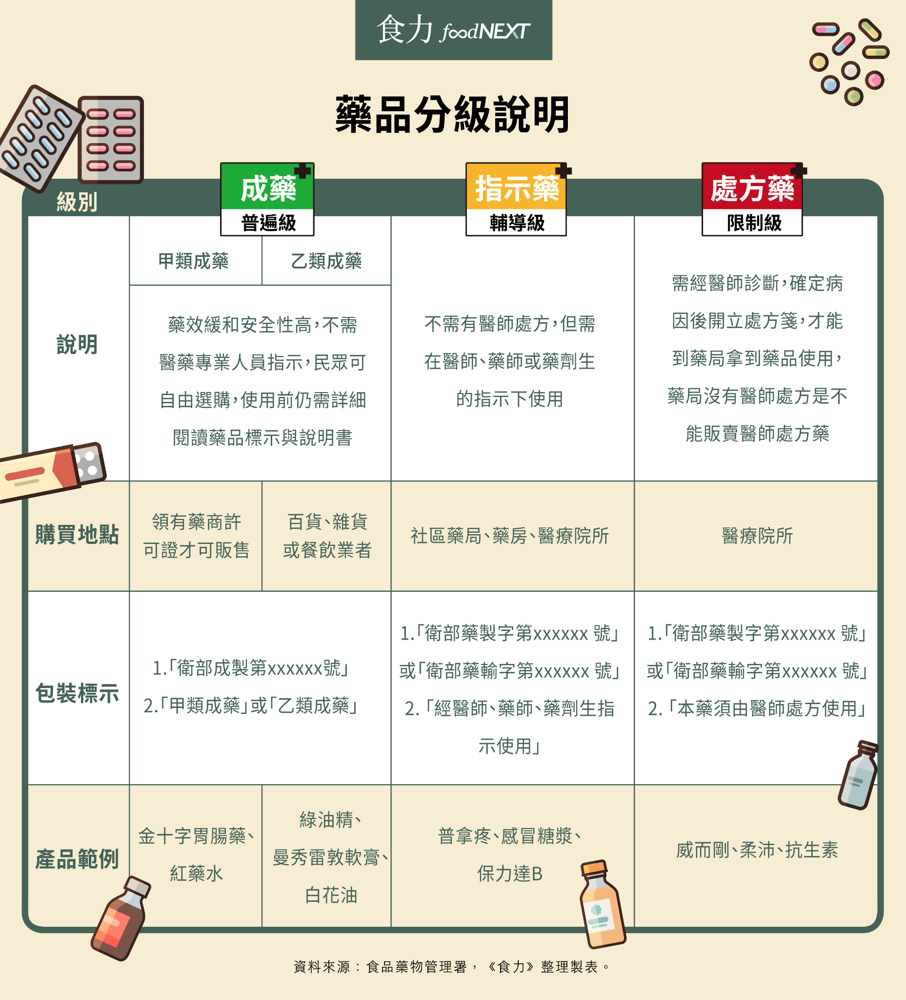 食力 foodNEXT
藥品分級說明
級別
成藥
普遍級
指示藥
輔導級
處方藥
限制級
說明
甲類成藥
乙類成藥
藥效緩和安全性高，不需
醫藥專業人員指示，民眾可
自由選購，使用前仍需詳細
閱讀藥品標示與說明書
不需有醫師處方，但需
在醫師、藥師或藥劑生
的指示下使用
需經醫師診斷，確定病
因後開立處方箋，才能
到藥局拿到藥品使用，
藥局沒有醫師處方是不
能販賣醫師處方藥
購買地點
領有藥商許
可證才可販售
百貨、雜貨
或餐飲業者
社區藥局、藥房、醫療院所
醫療院所
包裝標示
1.「衛部成製第xxxxxx號」
2.「甲類成藥」或「乙類成藥」
1.「衛部藥製字第xxxxxx 號」
或「衛部藥輸字第xxxxxx 號」
2. 「經醫師、藥師、藥劑生指
示使用」
1.「衛部藥製字第xxxxxx 號」
或「衛部藥輸字第xxxxxx 號」
2. 「本藥須由醫師處方使用」
產品範例
金十字胃腸藥、
紅藥水
綠油精、
曼秀雷敦軟膏、
白花油
普拿疼、感冒糖漿、
保力達B
威而剛、柔沛、抗生素
資料來源：食品藥物管理署，《食力》整理製表。